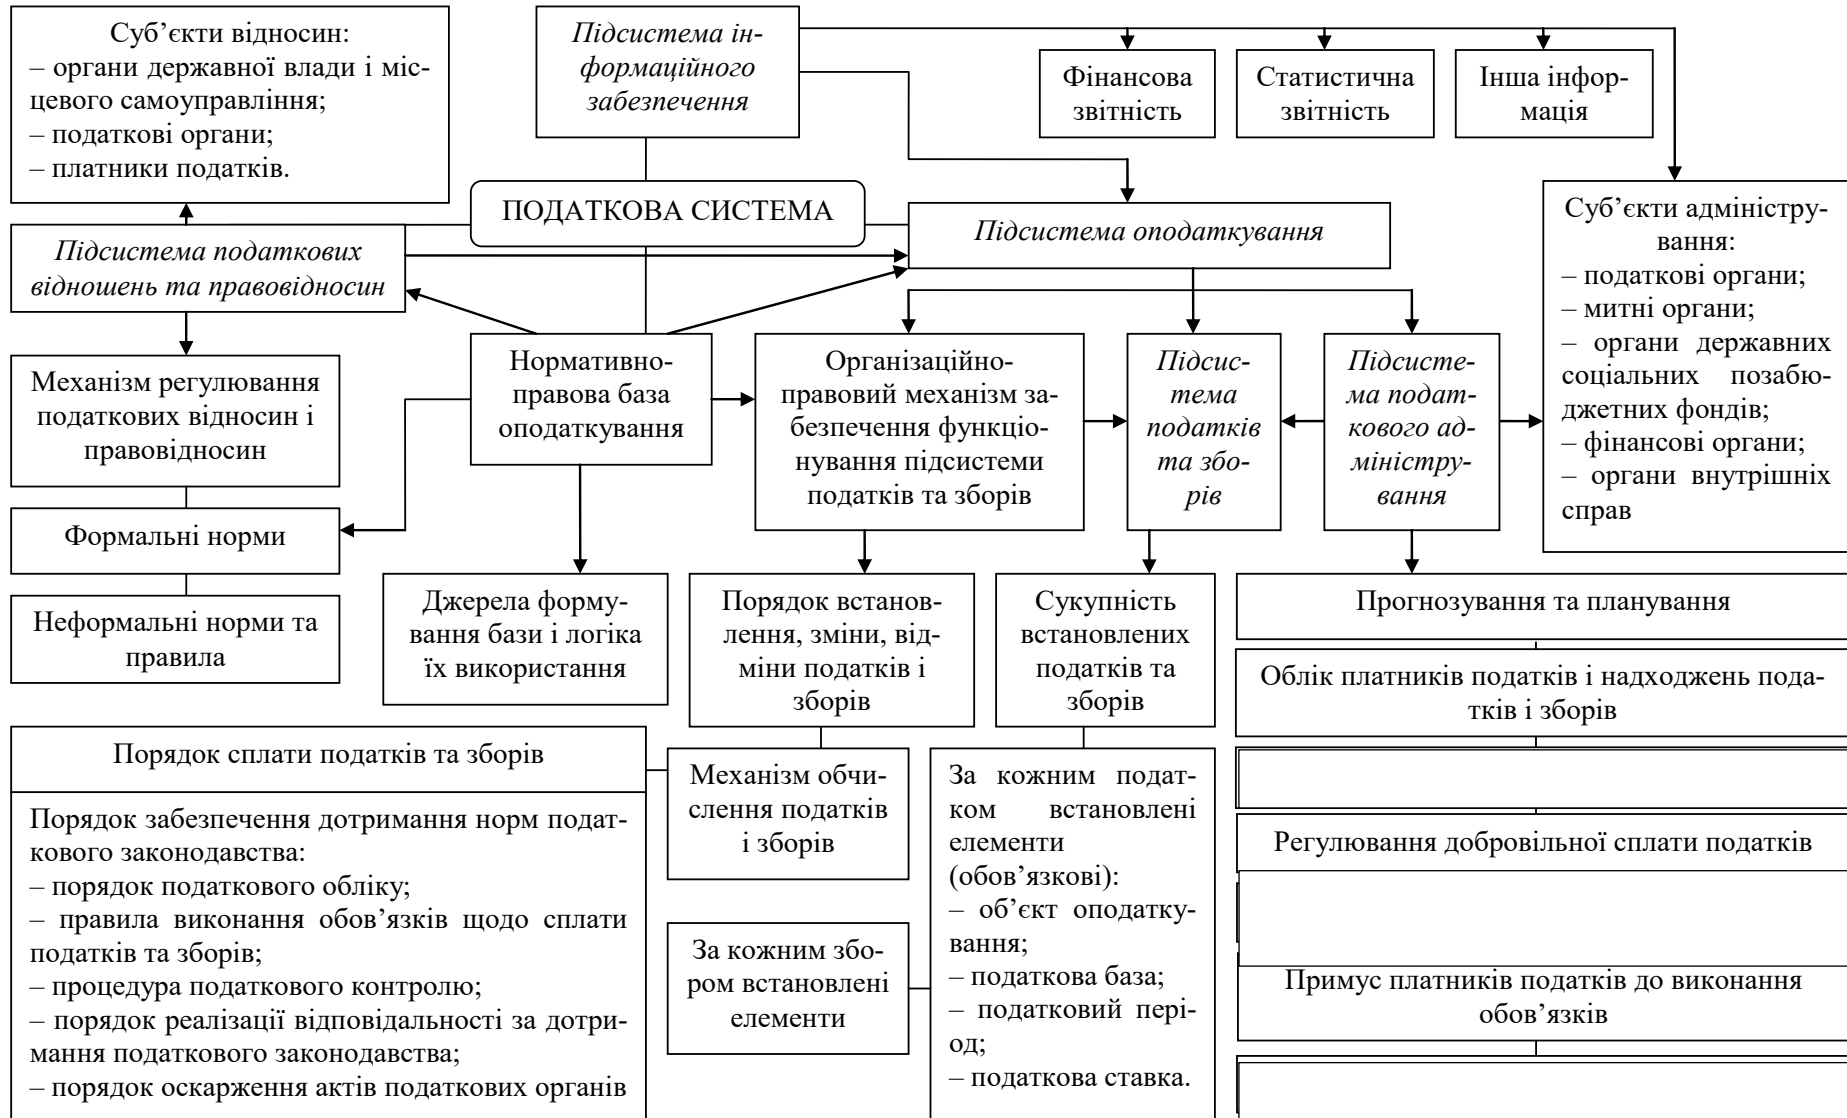 Суб’єкти відносин:
– органи державної влади і міс-
цевого самоуправління;
– податкові органи;
– платники податків.
Підсистема ін-
формаційного
забезпечення
Фінансова
звітність
Статистична
звітність
Інша інфор-
мація
ПОДАТКОВА СИСТЕМА
Підсистема податкових
відношень та правовідносин
Підсистема оподаткування
Суб’єкти адміністру-
вання:
– податкові органи;
– митні органи;
– органи державних
соціальних позабю-
джетних фондів;
– фінансові органи;
– органи внутрішніх
справ
Механізм регулювання
податкових відносин і
правовідносин
Нормативно-
правова база
оподаткування
Організаційно-
правовий механізм за-
безпечення функціо-
нування підсистеми
податків та зборів
Підсис-
тема
податків
та збо-
рів
Підсисте-
ма подат-
кового ад-
міністру-
вання
Формальні норми
Неформальні норми та
правила
Джерела форму-
вання бази і логіка
їх використання
Порядок встанов-
лення, зміни, від-
міни податків і
зборів
Сукупність
встановлених
податків та
зборів
Прогнозування та планування
Облік платників податків і надходжень пода-
тків і зборів
Порядок сплати податків та зборів
Порядок забезпечення дотримання норм подат-
кового законодавства:
– порядок податкового обліку;
– правила виконання обов’язків щодо сплати
податків та зборів;
– процедура податкового контролю;
– порядок реалізації відповідальності за дотри-
мання податкового законодавства;
– порядок оскарження актів податкових органів
Механізм обчи-
слення податків
і зборів
За кожним збо-
ром встановлені
елементи
За кожним подат-
ком встановлені
елементи
(обов’язкові):
– об’єкт оподатку-
вання;
– податкова база;
– податковий пері-
од;
– податкова ставка.
Регулювання добровільної сплати податків
Примус платників податків до виконання
обов’язків